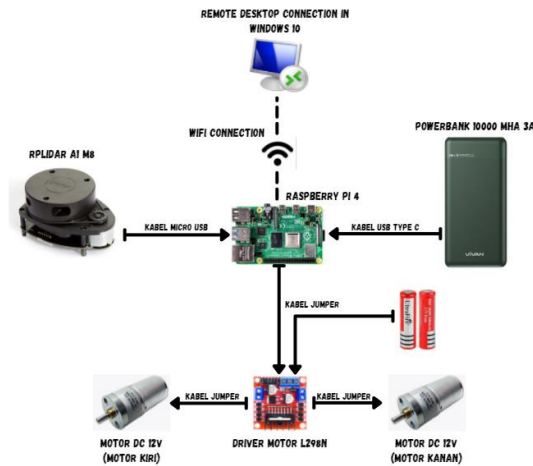 REMOTE DESKTOP CONNECTION IN
WINDOWS 10
WIFI CONNECTION
POWERBANK 10000 MHA 3A
RPLIDAR A1 M8
RASPBERRY PI 4
KABEL MICRO USB
KABEL USB TYPE C
VIVAN
KABEL JUMPER
UltraFire
KABEL JUMPER
KABEL JUMPER
MOTOR DC 12V
(MOTOR KIRI)
DRIVER MOTOR L298N
MOTOR DC 12V
(MOTOR KANAN)